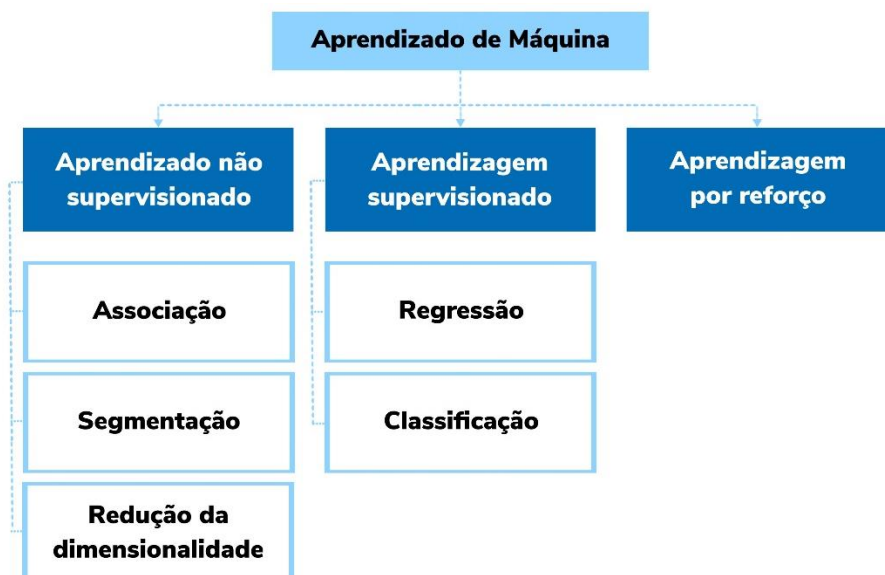 Aprendizado de Máquina
Aprendizado não
supervisionado
Aprendizagem
supervisionado
Aprendizagem
por reforço
Associação
Regressão
Segmentação
Classificação
Redução da
dimensionalidade